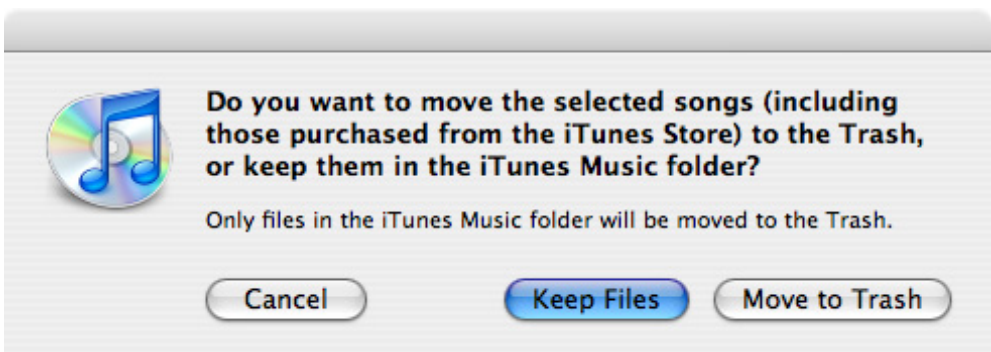 Do you want to move the selected songs (including
those purchased from the iTunes Store) to the Trash,
or keep them in the iTunes Music folder?
Only files in the iTunes Music folder will be moved to the Trash.
Cancel Keep Files Move to Trash